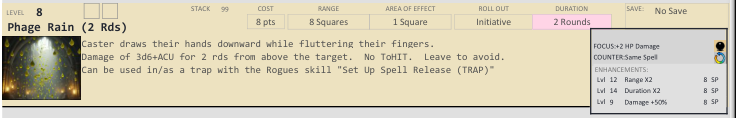 LEVEL 8 STACK 99 COST RANGE AREA OF EFFECT ROLL OUT DURATION SAVE: No Save
8 pts 8 Squares 1 Square Initiative 2 Rounds
Phage Rain (2 Rds)
Caster draws their hands downward while fluttering their fingers.
Damage of 3d6+ACU for 2 rds from above the target. No ToHIT. Leave to avoid.
Can be used in/as a trap with the Rogues skill "Set Up Spell Release (TRAP)"
FOCUS:+2 HP Damage
COUNTER:Same Spell
ENHANCEMENTS:
Lvl 12 Range X2 8 SP
Lvl 14 Duration X2 8 SP
Lvl 9 Damage +50% 8 SP